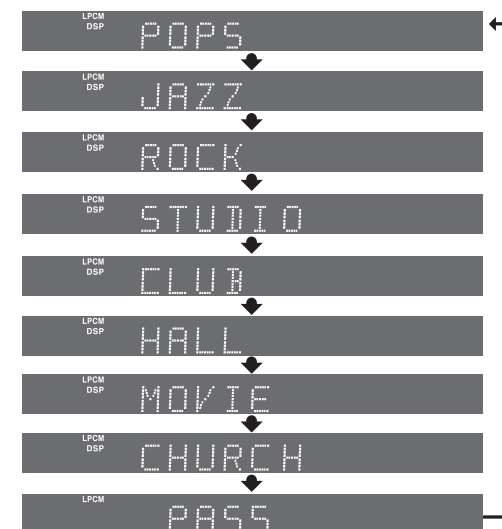 LPCM
DSP
POPS
LPCM
DSP
JAZZ
LPCM
DSP
ROCK
LPCM
DSP
STUDIO
LPCM
DSP
CLUB
LPCM
DSP
HALL
LPCM
DSP
MOVIE
LPCM
DSP
CHURCH
LPCM
PASS